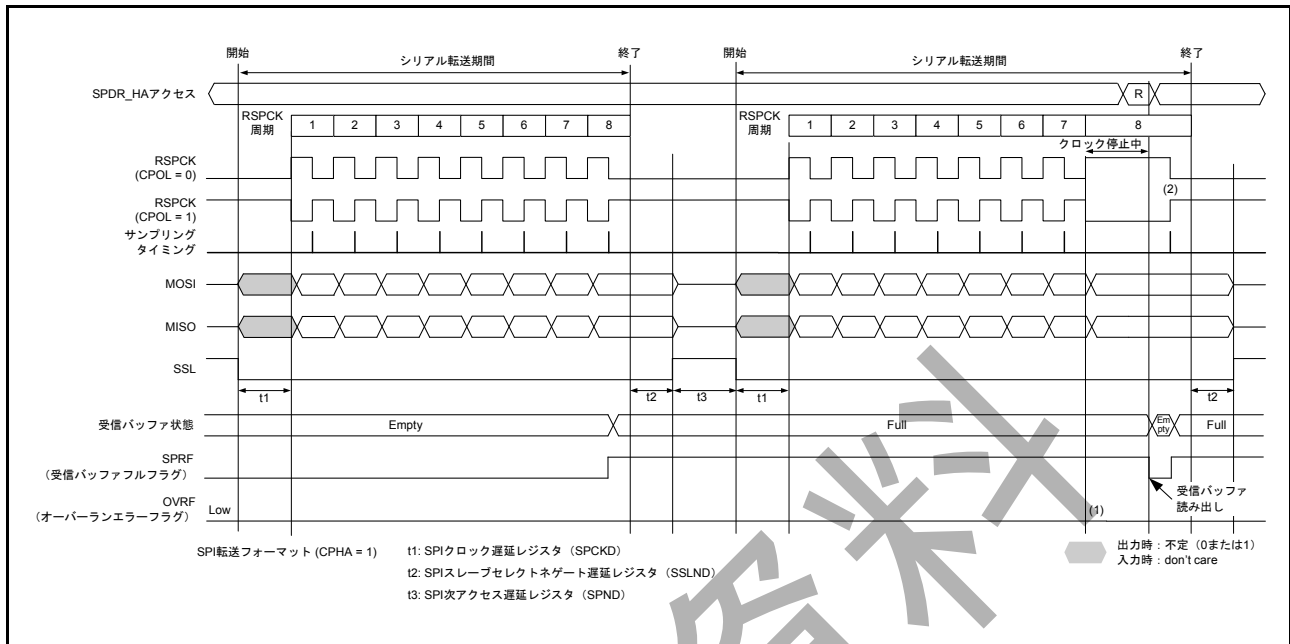 開始 終了 開始 終了
シリアル転送期間 シリアル転送期間
SPDR_HAアクセス R
RSPCK
周期 1 2 3 4 5 6 7 8
RSPCK
周期 1 2 3 4 5 6 7 8
クロック停止中
RSPCK
(CPOL = 0)
(2)
RSPCK
(CPOL = 1)
サンプリング
タイミング
MOSI
MISO
SSL
t1 t2 t3 t1 t2
受信バッファ状態 Empty Full Em
pty Full
SPRF
(受信バッファフルフラグ)
受信バッファ
読み出し
OVRF
(オーバーランエラーフラグ) Low (1)
SPI転送フォーマット (CPHA = 1)
t1: SPIクロック遅延レジスタ(SPCKD)
t2: SPIスレーブセレクトネゲート遅延レジスタ(SSLND)
t3: SPI次アクセス遅延レジスタ(SPND)
出力時:不定(0または1)
入力時:don't care